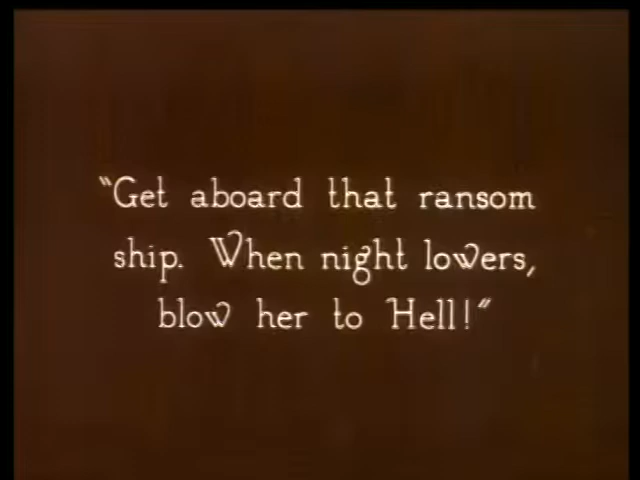 "Get aboard that ransom
ship. When night lowers,
blow her to Hell!"